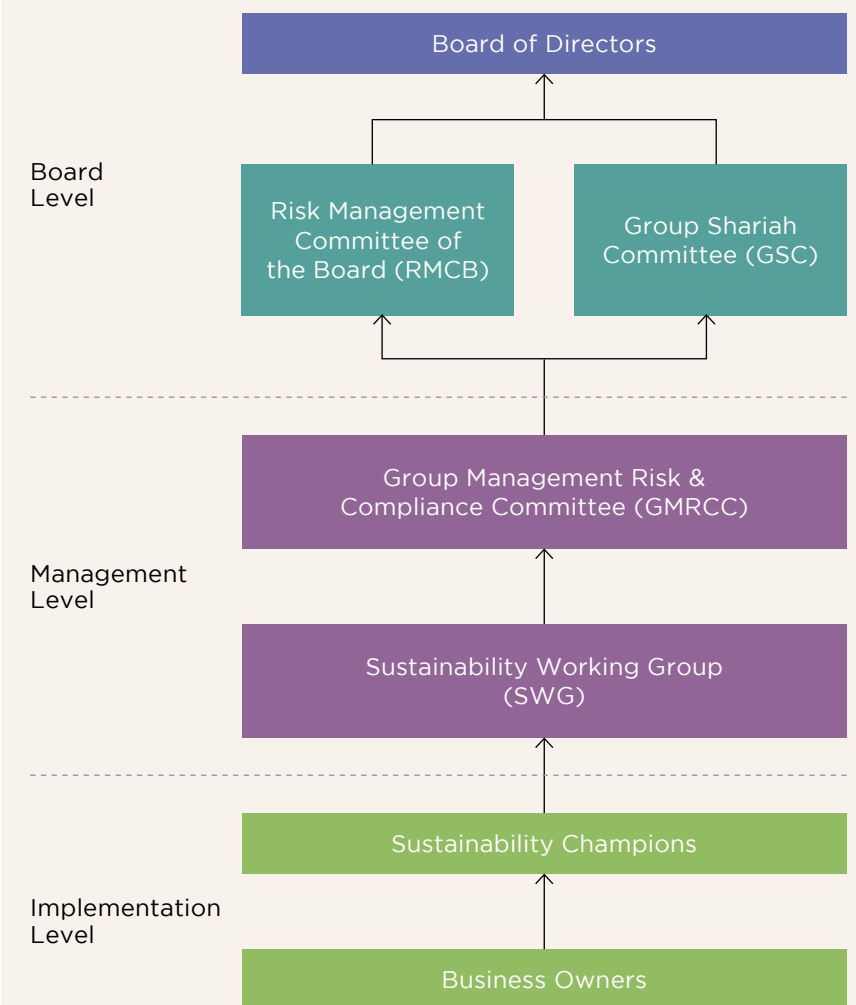 Board of Directors
Board
Level
Risk Management
Committee of
the Board (RMCB)
Group Shariah
Committee (GSC)
Group Management Risk &
Compliance Committee (GMRCC)
Management
Level
Sustainability Working Group
(SWG)
Sustainability Champions
Implementation
Level
Business Owners